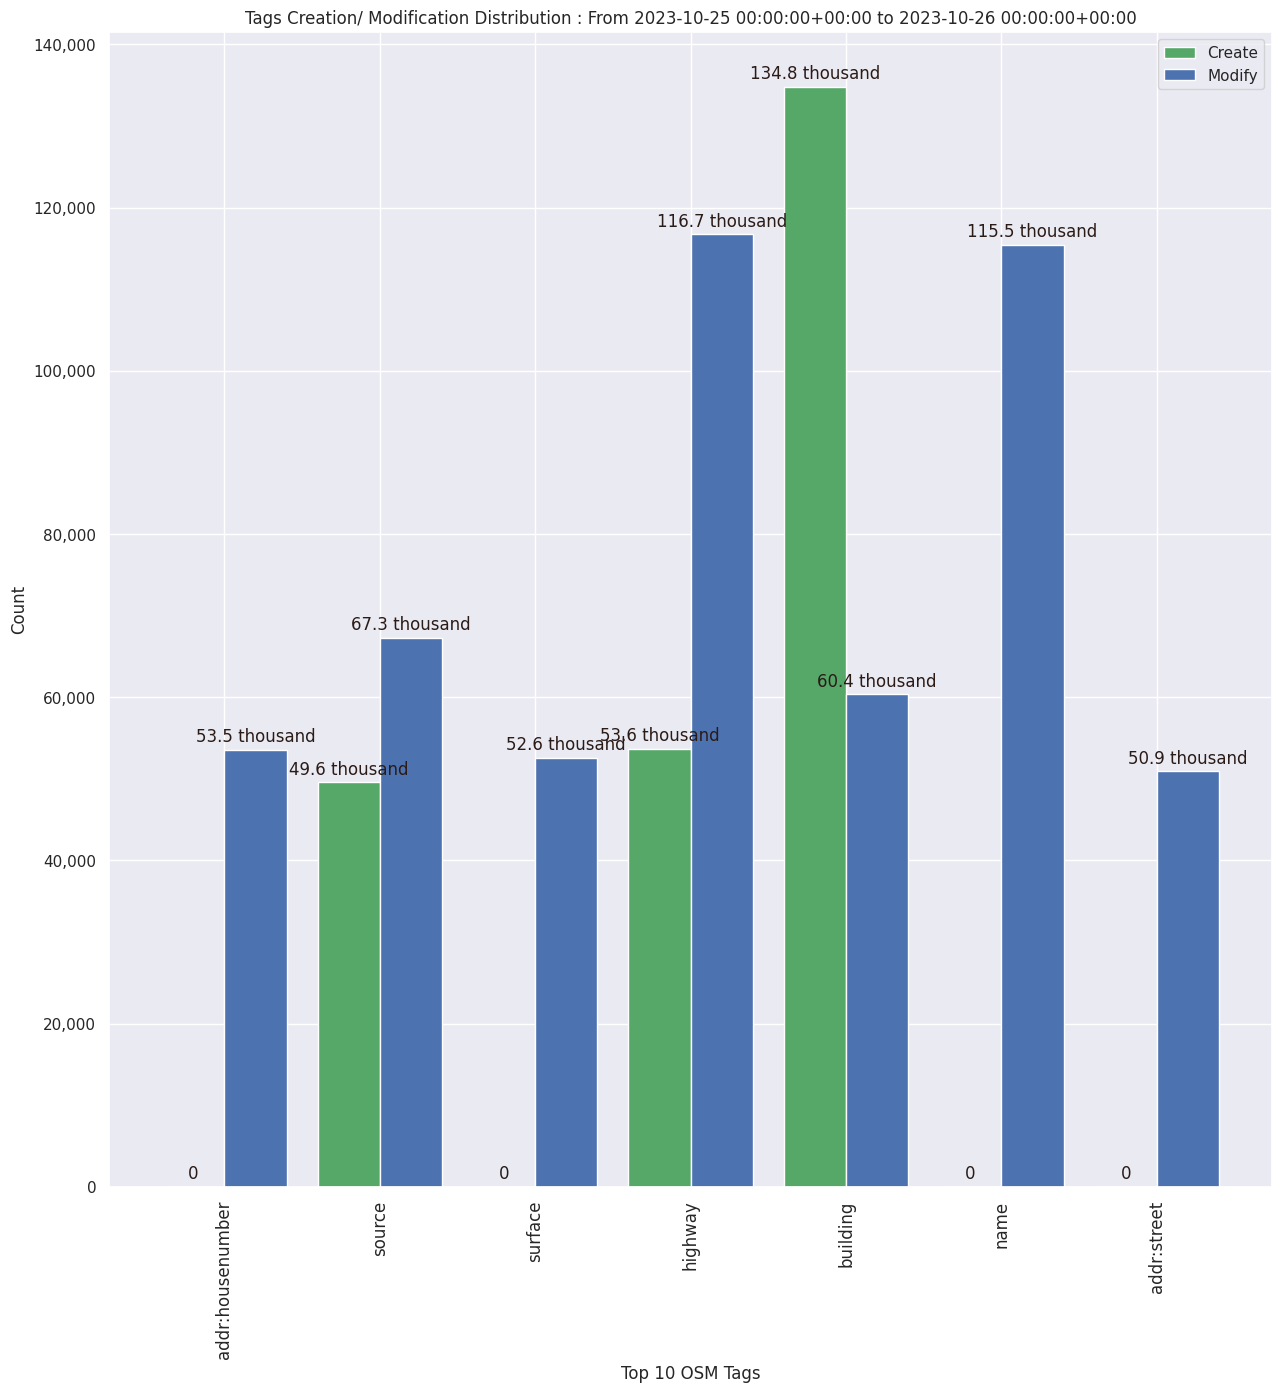 Tags Creation/ Modification Distribution : From 2023-10-25 00:00:00+00:00 to 2023-10-26 00:00:00+00:00
Create
Modify
140,000
120,000
100,000
80,000
60,000
40,000
20,000
0
Count
0
53.5 thousand
49.6 thousand
67.3 thousand
0
52.6 thousand
53.6 thousand
116.7 thousand
134.8 thousand
60.4 thousand
0
115.5 thousand
0
50.9 thousand
addr:housenumber
source
surface
highway
building
name
addr:street
Top 10 OSM Tags